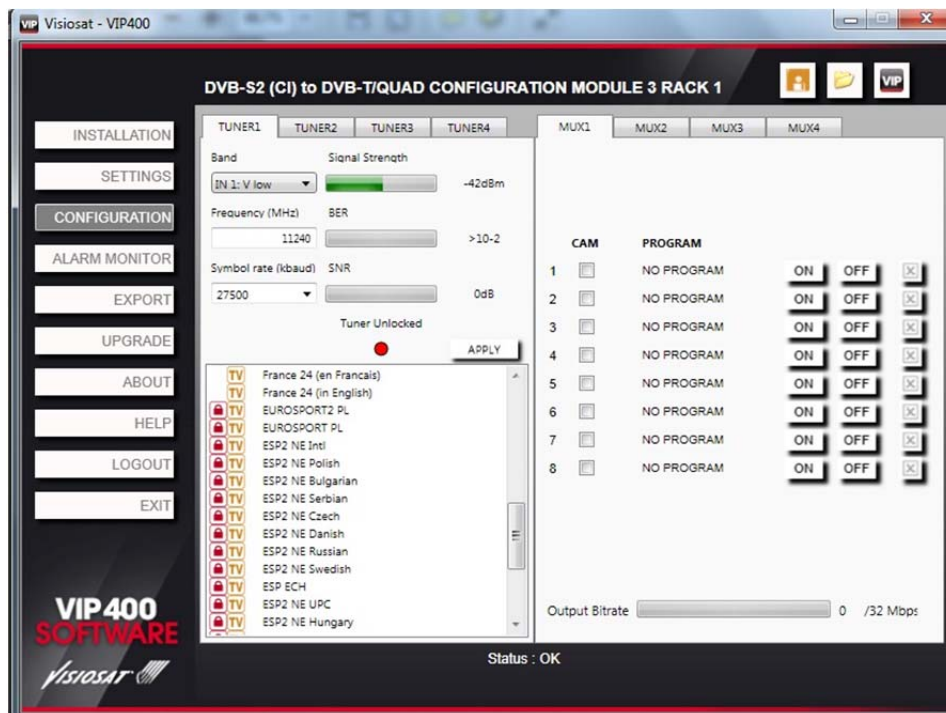 VIP Visiosat - VIP400
DVB-S2 (CI) to DVB-T/QUAD CONFIGURATION MODULE 3 RACK 1
VIP
INSTALLATION
SETTINGS
CONFIGURATION
ALARM MONITOR
EXPORT
UPGRADE
ABOUT
HELP
LOGOUT
EXIT
VIP400
SOFTWARE
VISIOSAT
TUNER1 TUNER2 TUNER3 TUNER4
Band Signal Strength
IN 1: V low -42dBm
Frequency (MHz) BER
11240 >10-2
Symbol rate (kbaud) SNR
27500 0dB
Tuner Unlocked
APPLY
TV France 24 (en Francais)
TV France 24 (in English)
TV EUROSPORT2 PL
TV EUROSPORT PL
TV ESP2 NE Intl
TV ESP2 NE Polish
TV ESP2 NE Bulgarian
TV ESP2 NE Serbian
TV ESP2 NE Czech
TV ESP2 NE Danish
TV ESP2 NE Russian
TV ESP2 NE Swedish
TV ESP ECH
TV ESP2 NE UPC
TV ESP2 NE Hungary
MUX1 MUX2 MUX3 MUX4
CAM PROGRAM
1 NO PROGRAM ON OFF X
2 NO PROGRAM ON OFF X
3 NO PROGRAM ON OFF X
4 NO PROGRAM ON OFF X
5 NO PROGRAM ON OFF X
6 NO PROGRAM ON OFF X
7 NO PROGRAM ON OFF X
8 NO PROGRAM ON OFF X
Output Bitrate 0 /32 Mbps
Status : OK